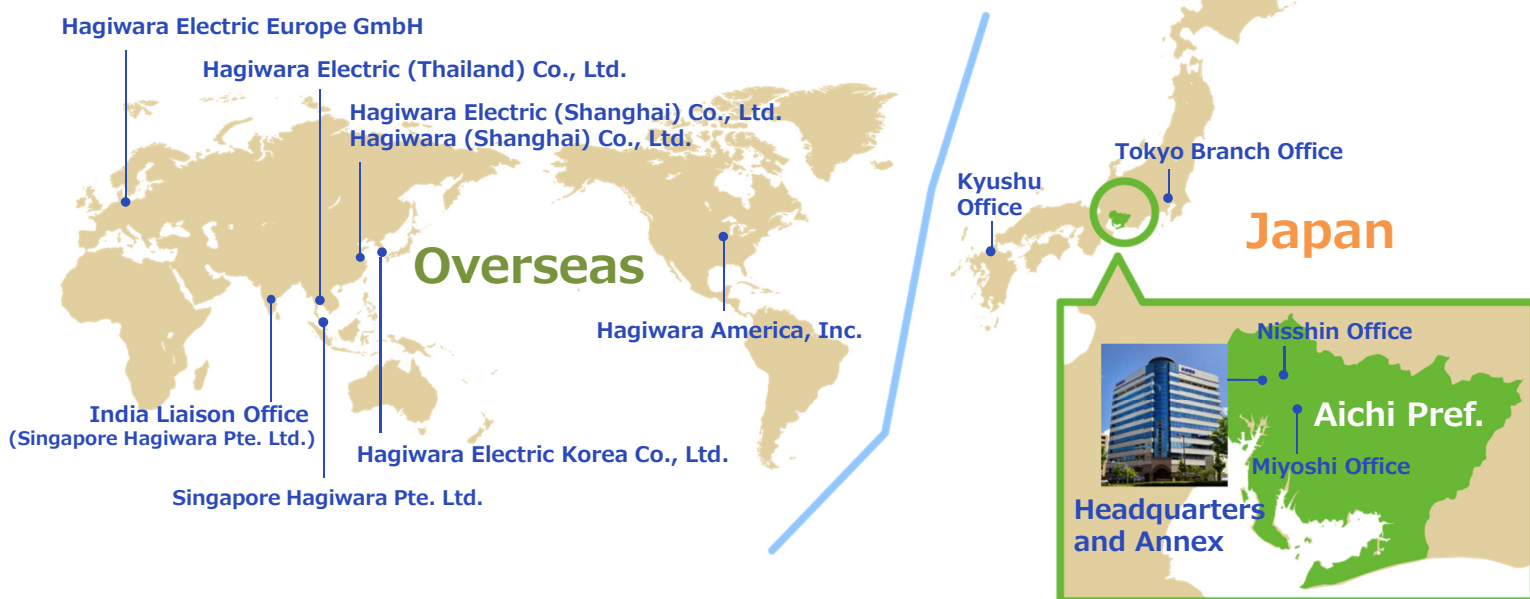 Hagiwara Electric Europe GmbH
Hagiwara Electric (Thailand) Co., Ltd.
Hagiwara Electric (Shanghai) Co., Ltd.
Hagiwara (Shanghai) Co., Ltd.
Overseas
Hagiwara America, Inc.
India Liaison Office
(Singapore Hagiwara Pte. Ltd.)
Hagiwara Electric Korea Co., Ltd.
Singapore Hagiwara Pte. Ltd.
Tokyo Branch Office
Kyushu
Office
Japan
Nisshin Office
Aichi Pref.
Miyoshi Office
Headquarters
and Annex